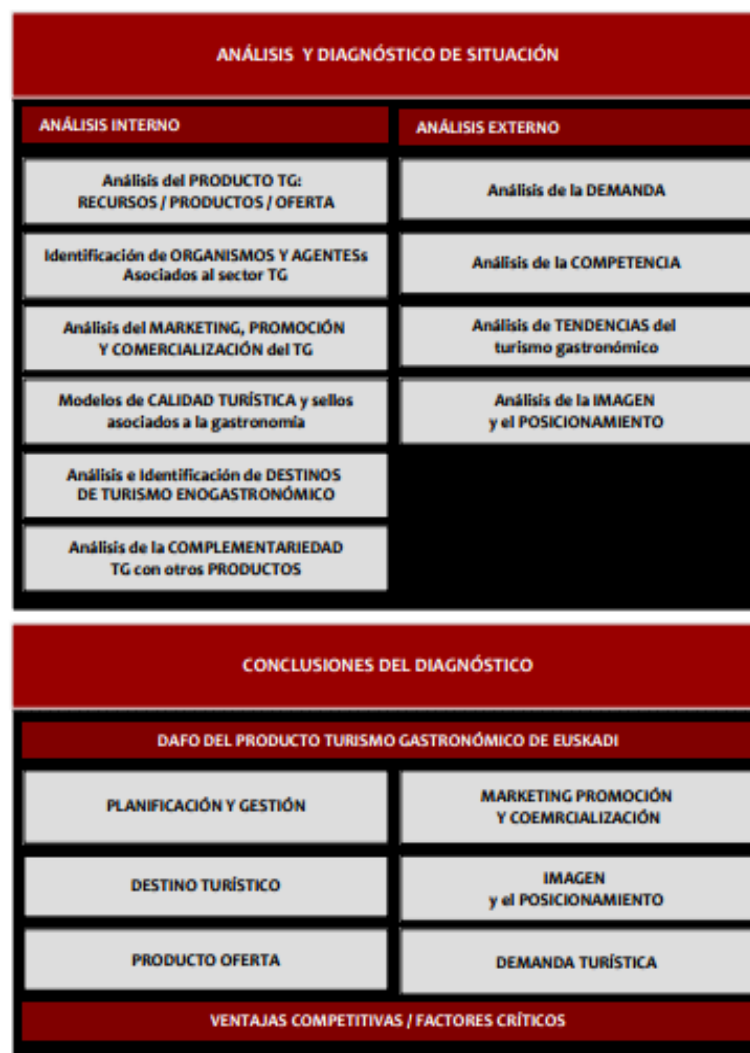 ANÁLISIS Y DIAGNÓSTICO DE SITUACIÓN
ANÁLISIS INTERNO
Análisis del PRODUCTO TG:
RECURSOS / PRODUCTOS / OFERTA
Identificación de ORGANISMOS Y AGENTESs
Asociados al sector TG
Análisis del MARKETING, PROMOCIÓN
Y COMERCIALIZACIÓN del TG
Modelos de CALIDAD TURÍSTICA y sellos
asociados a la gastronomía
Análisis e Identificación de DESTINOS
DE TURISMO ENOGASTRONÓMICO
Análisis de la COMPLEMENTARIEDAD
TG con otros PRODUCTOS
ANÁLISIS EXTERNO
Análisis de la DEMANDA
Análisis de la COMPETENCIA
Análisis de TENDENCIAS del
turismo gastronómico
Análisis de la IMAGEN
y el POSICIONAMIENTO
CONCLUSIONES DEL DIAGNÓSTICO
DAFO DEL PRODUCTO TURISMO GASTRONÓMICO DE EUSKADI
PLANIFICACIÓN Y GESTIÓN
MARKETING PROMOCIÓN
Y COEMRCIALIZACIÓN
DESTINO TURÍSTICO
IMAGEN
y el POSICIONAMIENTO
PRODUCTO OFERTA
DEMANDA TURÍSTICA
VENTAJAS COMPETITIVAS / FACTORES CRÍTICOS